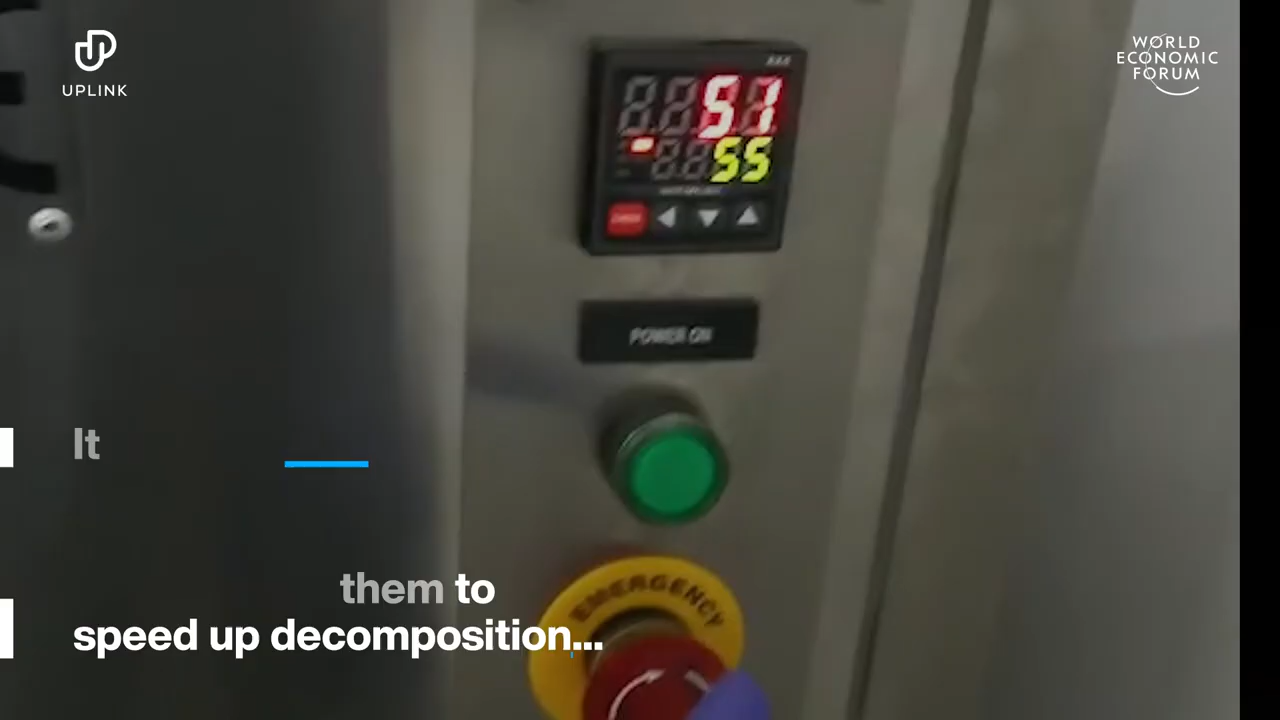 UPLINK
WORLD
ECONOMIC
FORUM
51
55
POWER ON
It
them to
speed up decomposition...
EMERGENCY